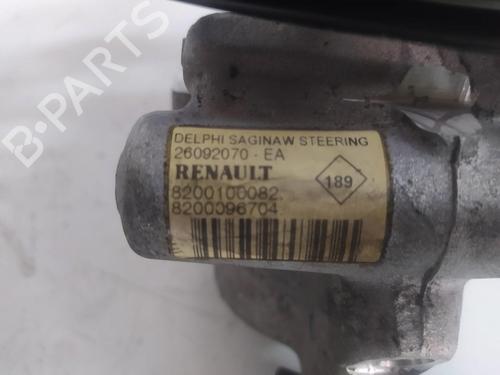 DELPHI SAGINAW STEERING
26092070 - EA
RENAULT
189
8200100082
8200096704
B-PARTS